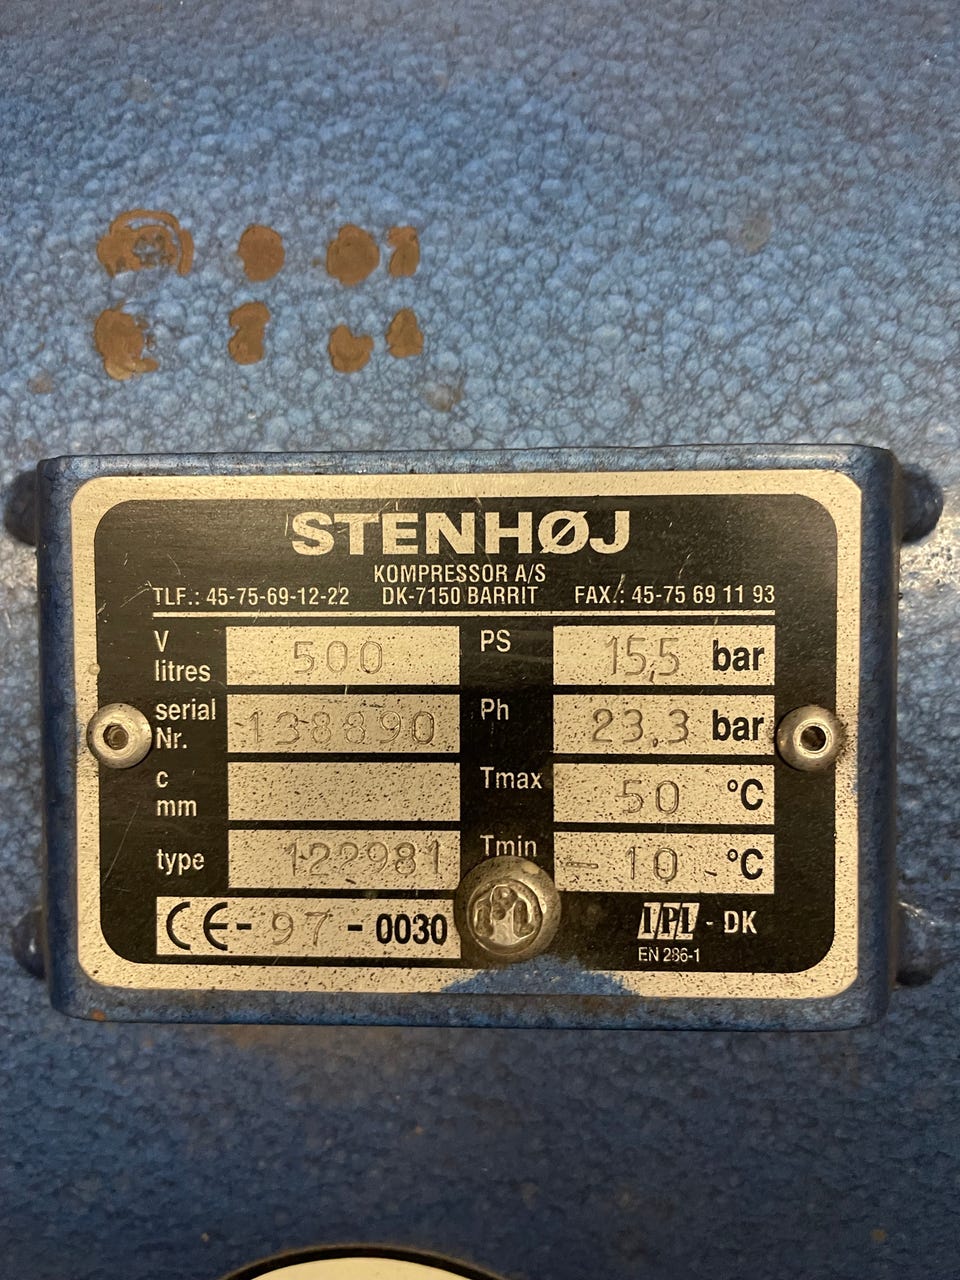 STENHØJ
KOMPRESSOR A/S
TLF.: 45-75-69-12-22 DK-7150 BARRIT FAX.: 45-75 69 11 93
V litres 500 PS 15,5 bar
serial Nr. 138890 Ph 23,3 bar
c mm Tmax 50 °C
type 122981 Tmin - 10 °C
CE - 97 - 0030 IPL - DK
EN 286-1